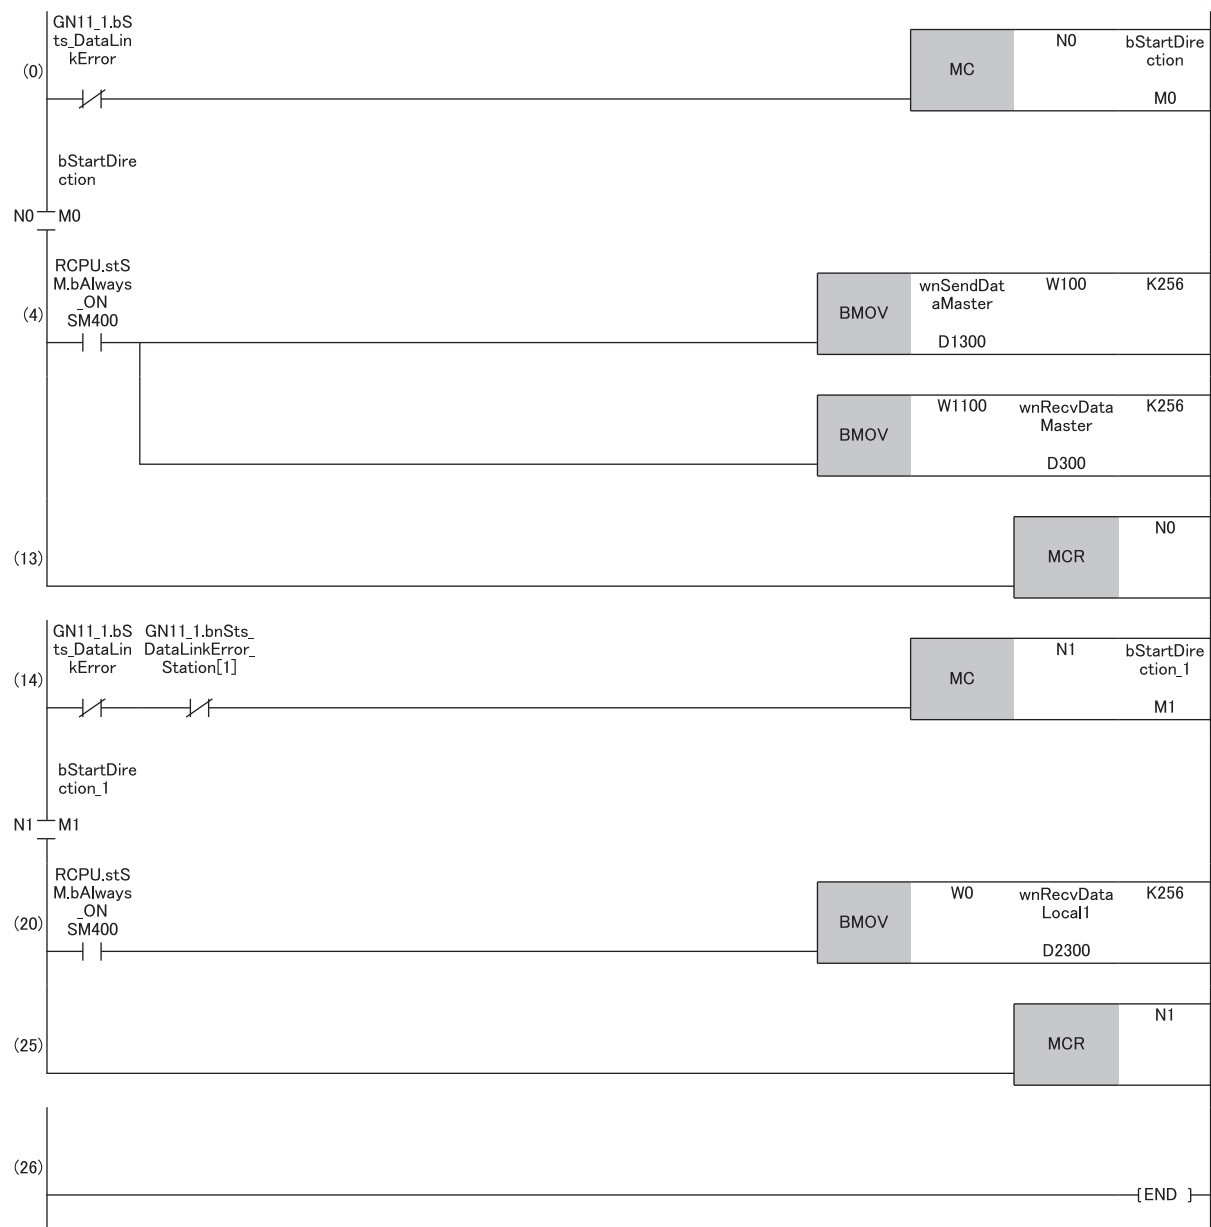 GN11_1.bS
ts_DataLin
kError
(0)
MC
N0
bStartDire
ction
M0
bStartDire
ction
N0 M0
RCPU.stS
M.bAlways
_ON
SM400
(4)
BMOV
wnSendDat
aMaster
D1300
W100
K256
BMOV
W1100
wnRecvData
Master
D300
K256
(13)
MCR
N0
GN11_1.bS
ts_DataLin
kError
GN11_1.bnSts_
DataLinkError_
Station[1]
(14)
MC
N1
bStartDire
ction_1
M1
bStartDire
ction_1
N1 M1
RCPU.stS
M.bAlways
_ON
SM400
(20)
BMOV
W0
wnRecvData
Local1
D2300
K256
(25)
MCR
N1
(26)
[END ]